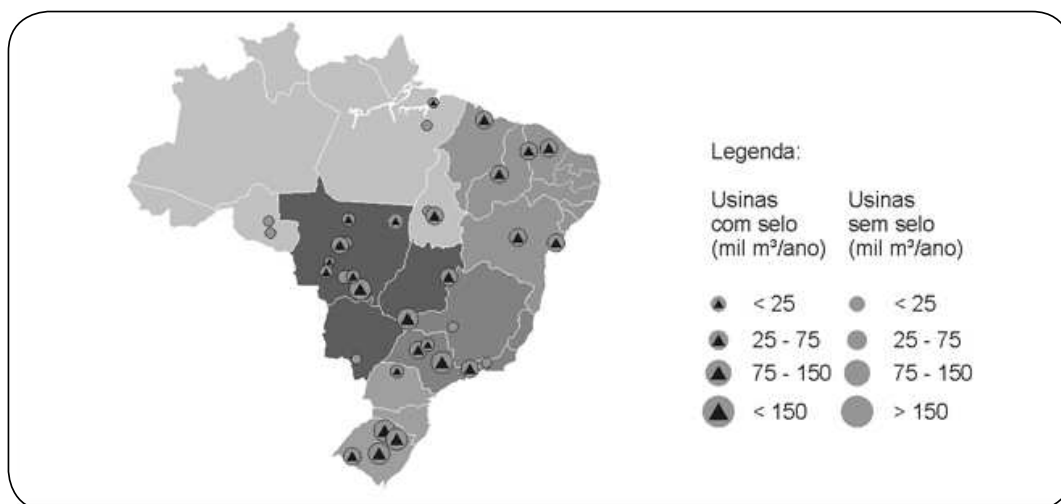 Legenda:
Usinas com selo (mil m³/ano)
Usinas sem selo (mil m³/ano)
< 25
< 25
25 - 75
25 - 75
75 - 150
75 - 150
< 150
> 150